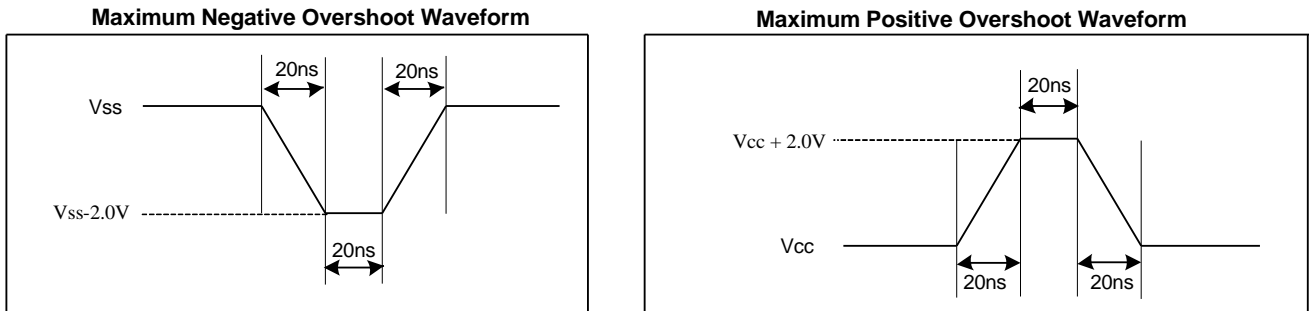 Maximum Negative Overshoot Waveform
20ns
20ns
Vss
Vss-2.0V
20ns
Maximum Positive Overshoot Waveform
20ns
Vcc + 2.0V
Vcc
20ns
20ns